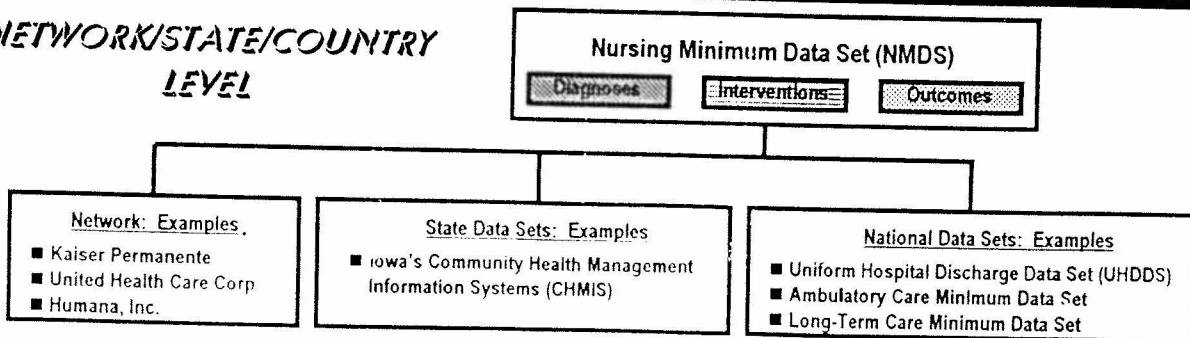 NETWORK/STATE/COUNTRY
LEVEL
Nursing Minimum Data Set (NMDS)
Diagnoses
Interventions
Outcomes
Network: Examples
■ Kaiser Permanente
■ United Health Care Corp
■ Humana, Inc.
State Data Sets: Examples
■ Iowa's Community Health Management
Information Systems (CHMIS)
National Data Sets: Examples
■ Uniform Hospital Discharge Data Set (UHDDS)
■ Ambulatory Care Minimum Data Set
■ Long-Term Care Minimum Data Set